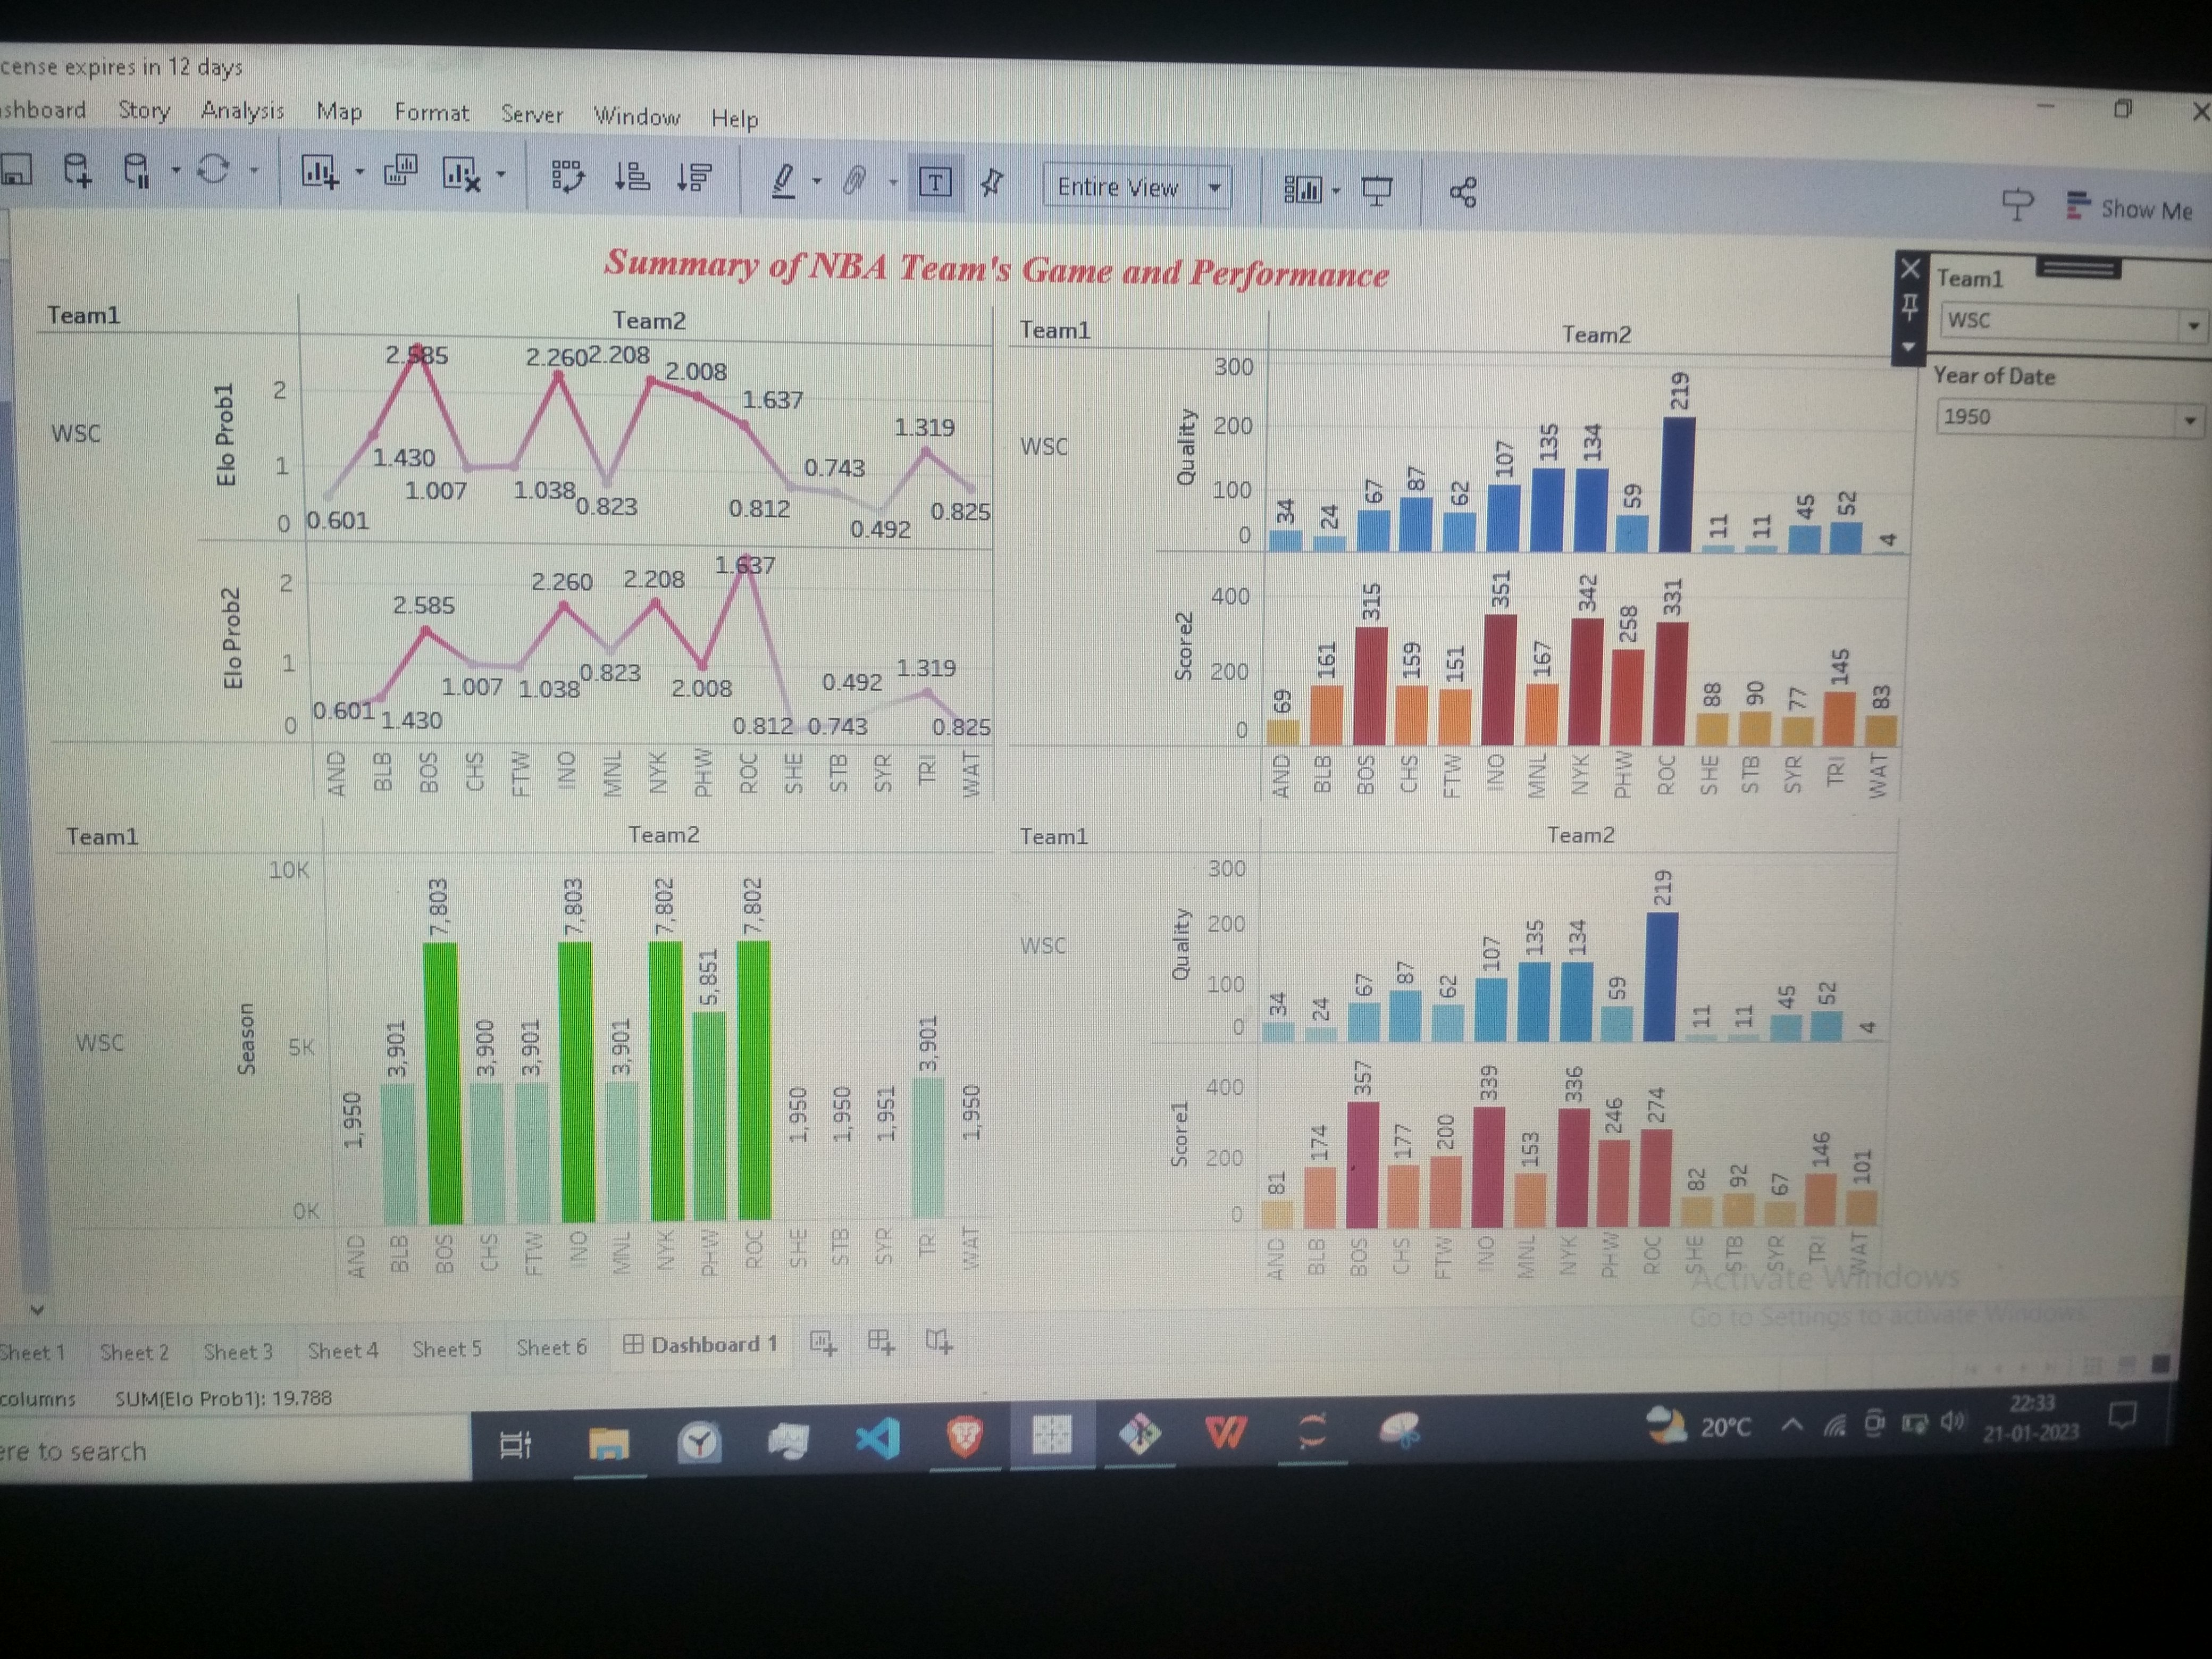 cense expires in 12 days
shboard Story Analysis Map Format Server Window Help
T Entire View Show Me
Summary of NBA Team's Game and Performance
Team1
Team2
WSC
Elo Prob1
2
1
0
0.601
1.430
2.585
1.007
1.038
2.260
0.823
2.208
2.008
1.637
0.812
0.743
0.492
1.319
0.825
Elo Prob2
2
1
0
0.601
1.430
2.585
1.007
1.038
2.260
0.823
2.208
2.008
1.637
0.812
0.743
0.492
1.319
0.825
AND BLB BOS CHS FTW INO MNL NYK PHW ROC SHE STB SYR TRI WAT
Team1
Team2
WSC
Quality
300
200
100
0
34 24 67 87 62 107 135 134 59 219 11 11 45 52 4
Score2
400
200
0
69 161 315 159 151 351 167 342 258 331 88 90 77 145 83
AND BLB BOS CHS FTW INO MNL NYK PHW ROC SHE STB SYR TRI WAT
Team1
WSC
Year of Date
1950
Team1
Team2
WSC
Season
10K
5K
0K
1,950 3,901 7,803 3,900 3,901 7,803 3,901 7,802 5,851 7,802 1,950 1,950 1,951 3,901 1,950
AND BLB BOS CHS FTW INO MNL NYK PHW ROC SHE STB SYR TRI WAT
Team1
Team2
WSC
Quality
300
200
100
0
34 24 67 87 62 107 135 134 59 219 11 11 45 52 4
Score1
400
200
0
81 174 357 177 200 339 153 336 246 274 82 92 67 146 101
AND BLB BOS CHS FTW INO MNL NYK PHW ROC SHE STB SYR TRI WAT
Activate Windows
Go to Settings to activate Windows.
Sheet 1 Sheet 2 Sheet 3 Sheet 4 Sheet 5 Sheet 6 Dashboard 1
columns SUM(Elo Prob1): 19.788
ere to search
20°C
22:33
21-01-2023